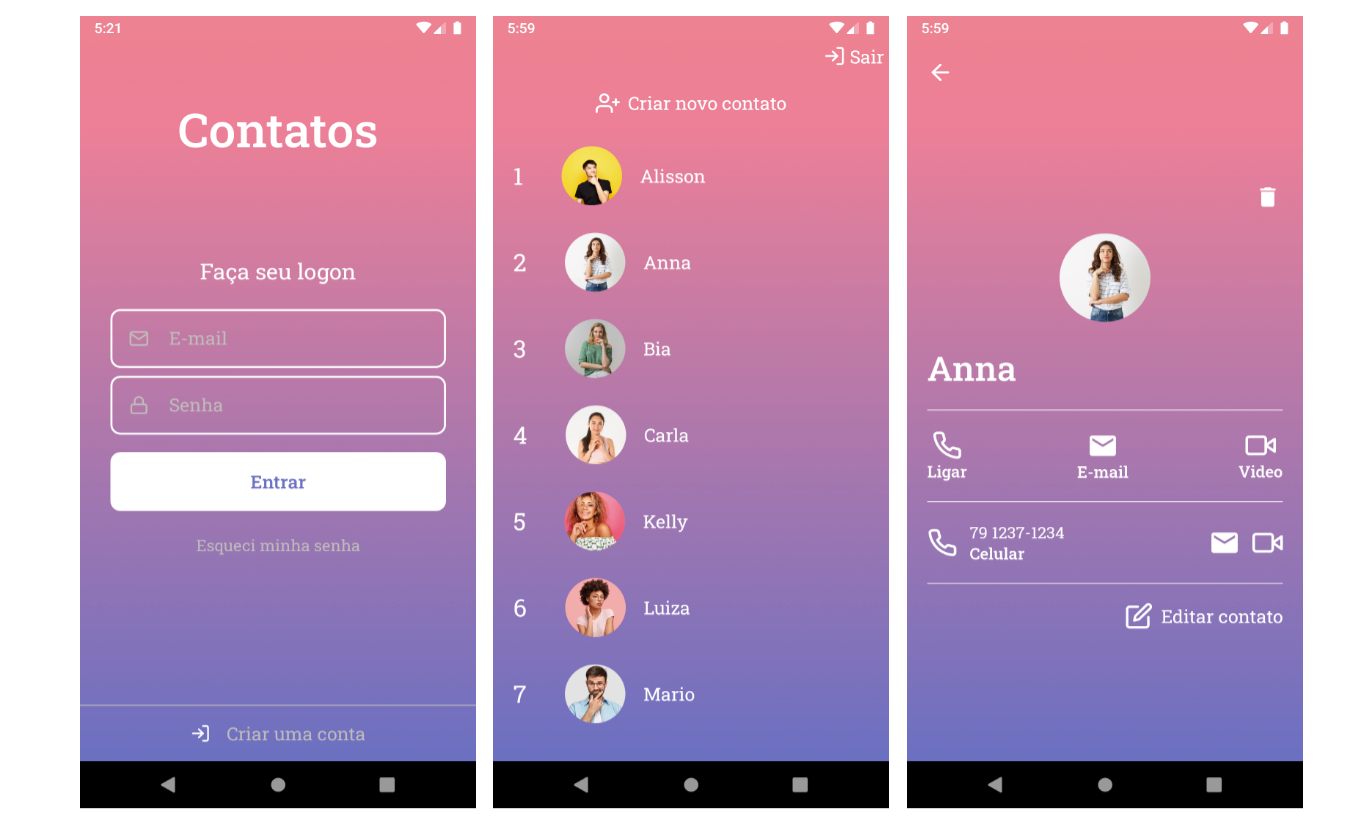 5:21
Contatos
Faça seu logon
E-mail
Senha
Entrar
Esqueci minha senha
Criar uma conta
5:59
Sair
Criar novo contato
1 Alisson
2 Anna
3 Bia
4 Carla
5 Kelly
6 Luiza
7 Mario
5:59
Anna
Ligar E-mail Video
79 1237-1234
Celular
Editar contato